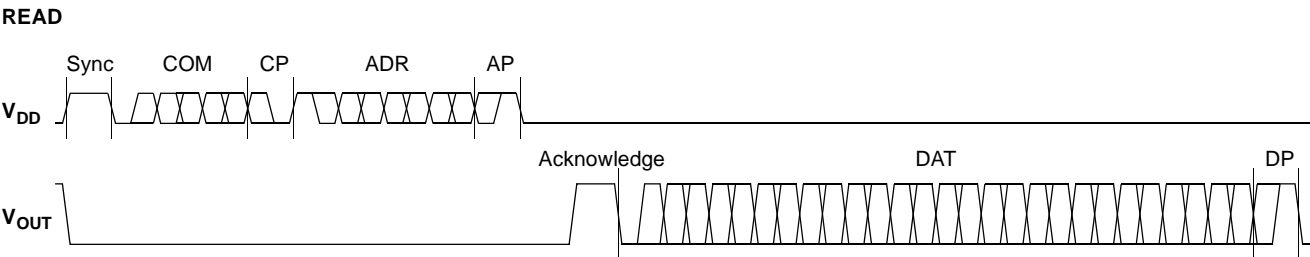 READ
Sync COM CP ADR AP
VDD
Acknowledge DAT DP
VOUT